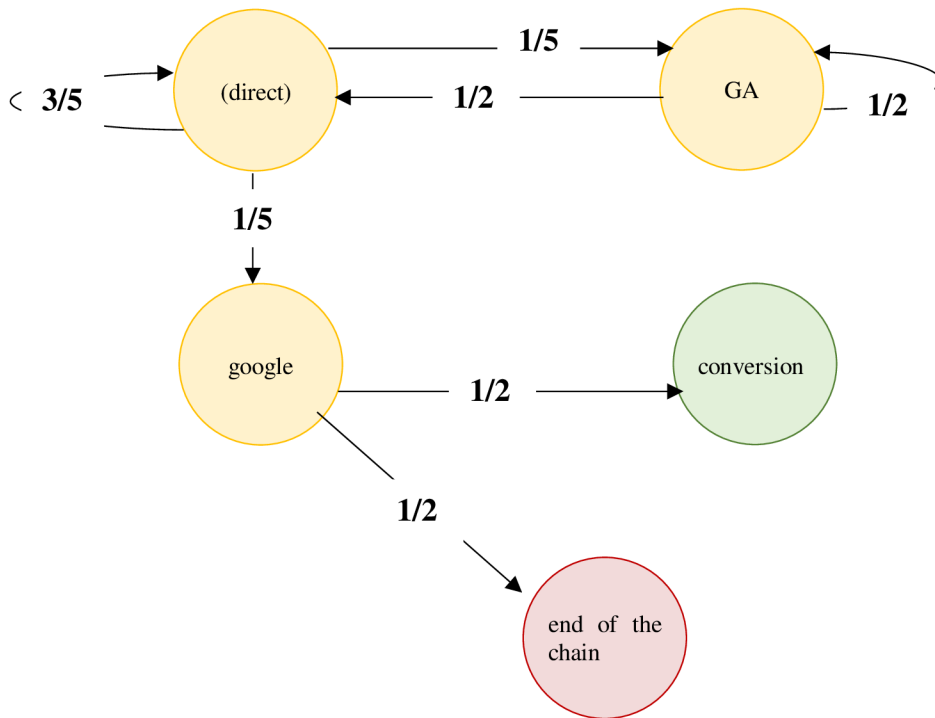 1/5
3/5
(direct)
1/2
GA
1/2
1/5
google
1/2
conversion
1/2
end of the
chain